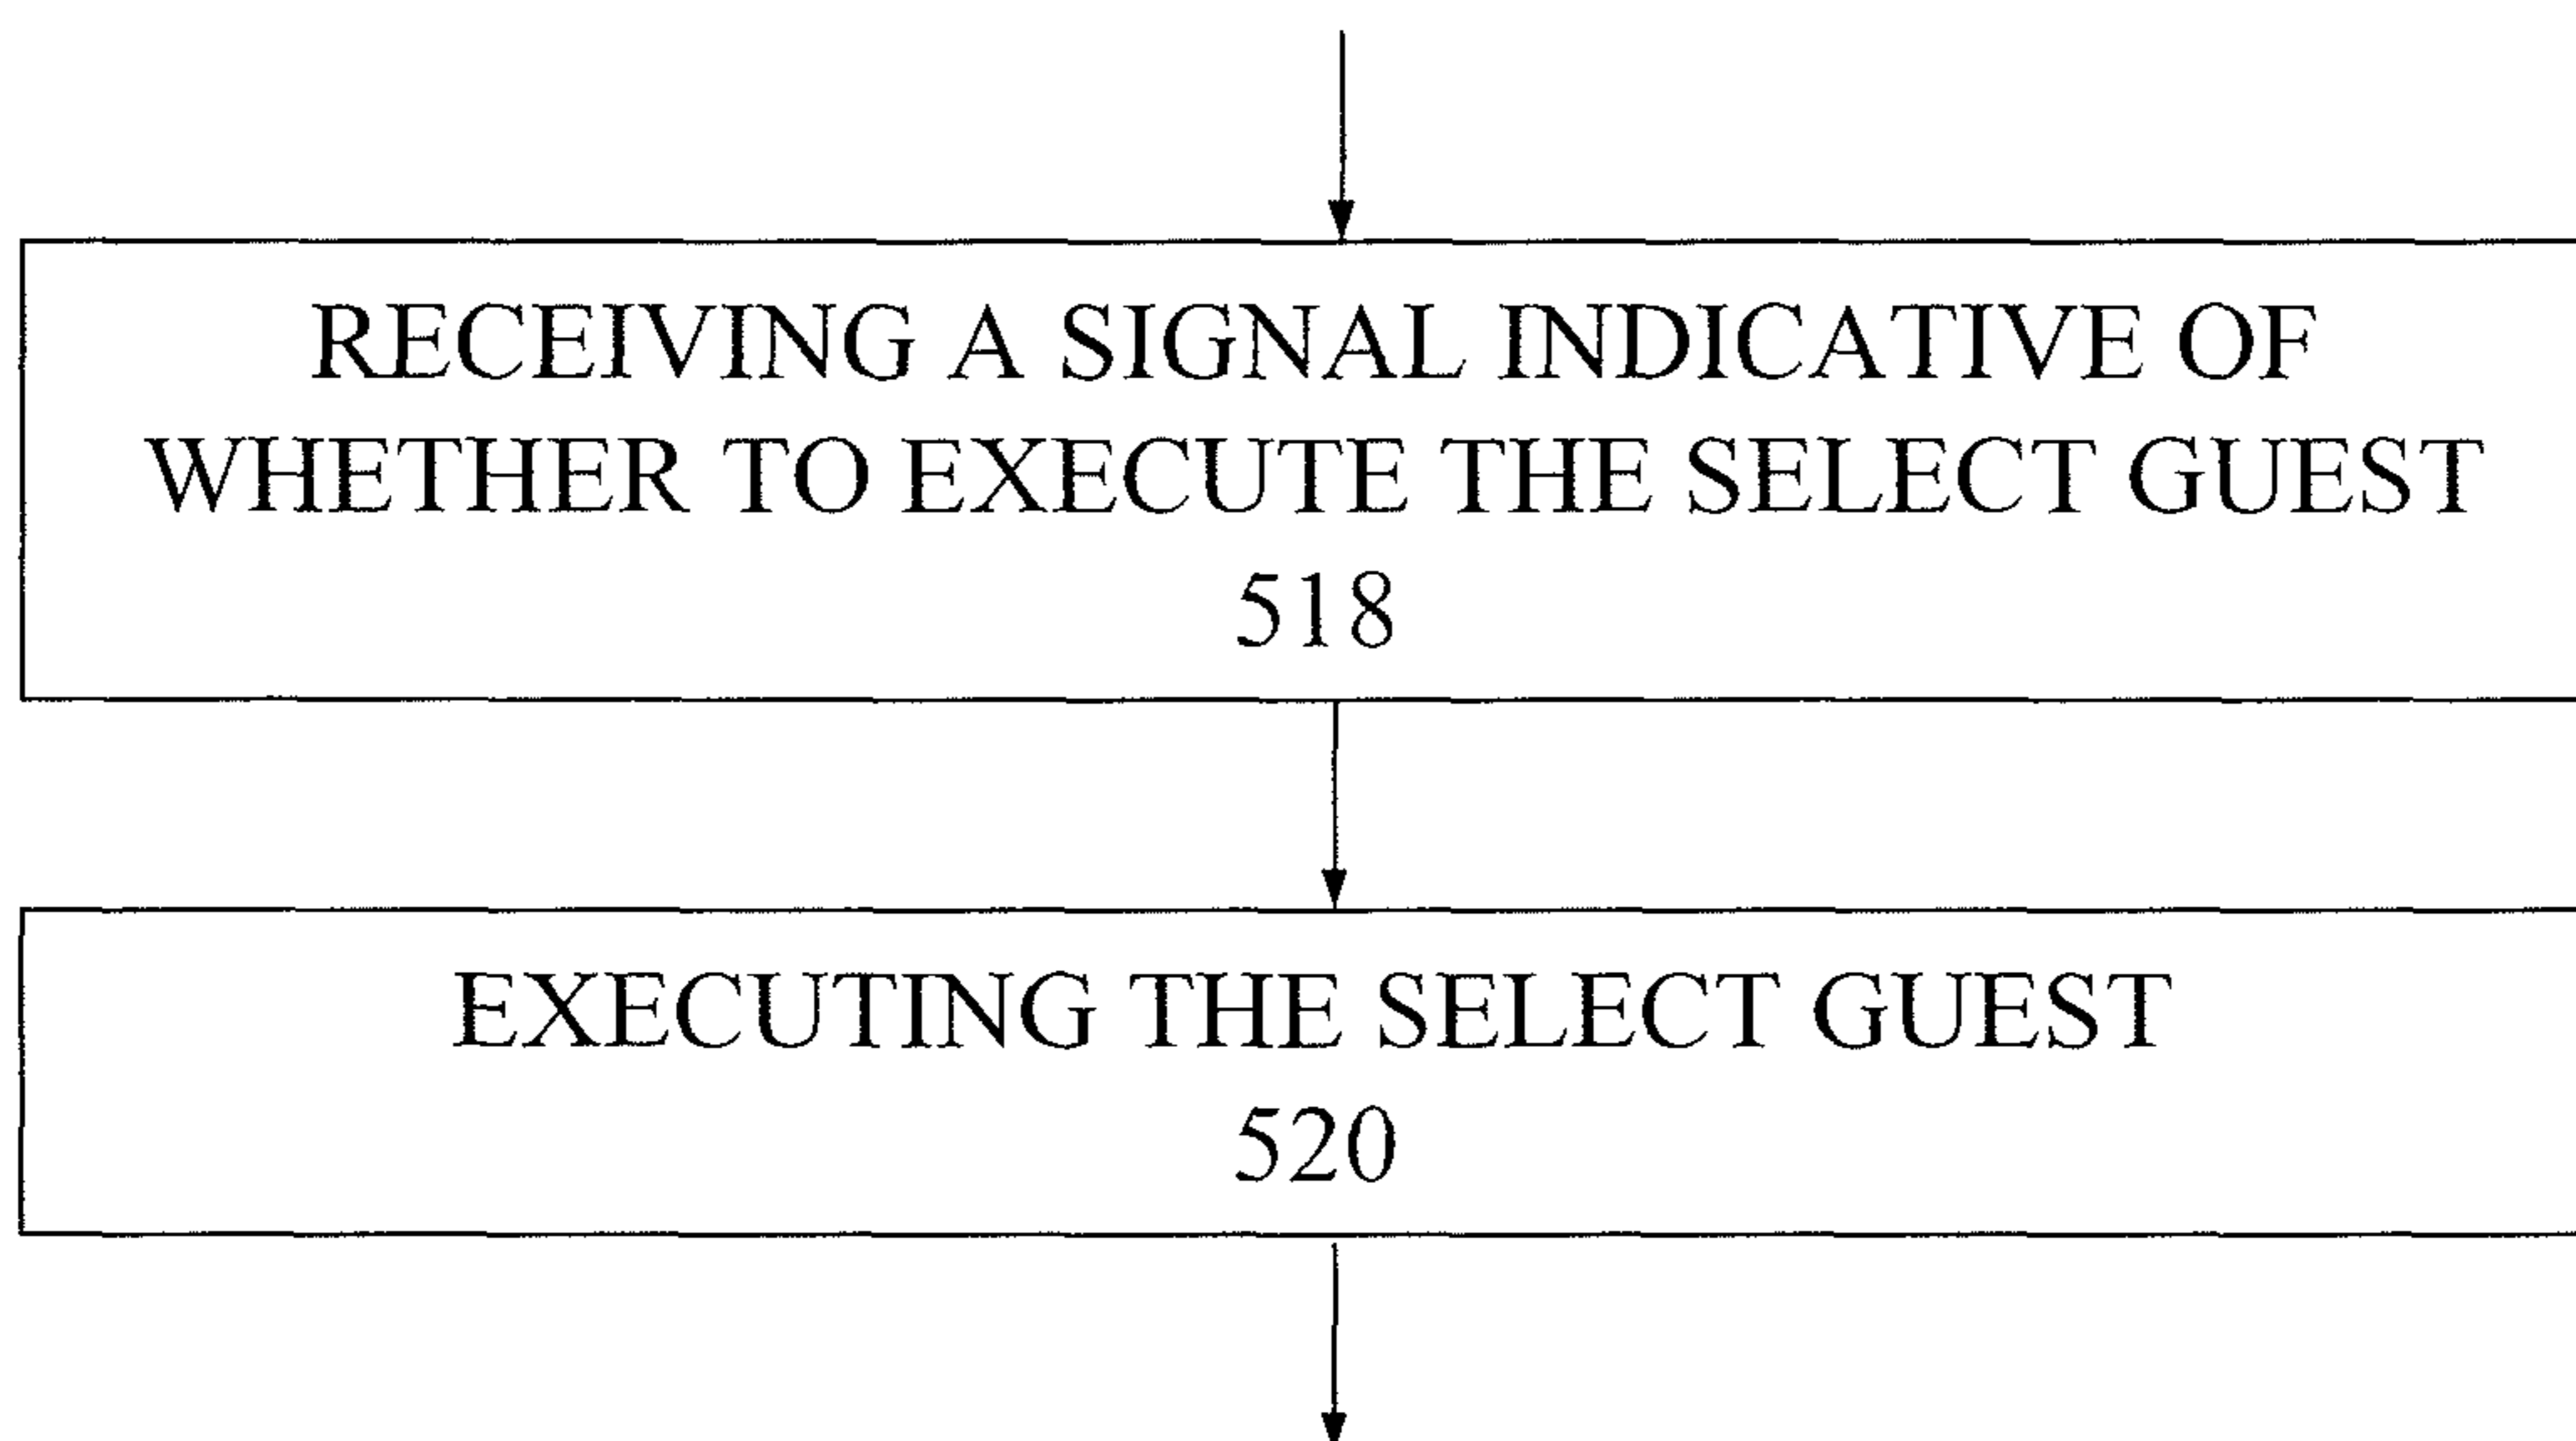 RECEIVING A SIGNAL INDICATIVE OF
WHETHER TO EXECUTE THE SELECT GUEST
518
EXECUTING THE SELECT GUEST
520